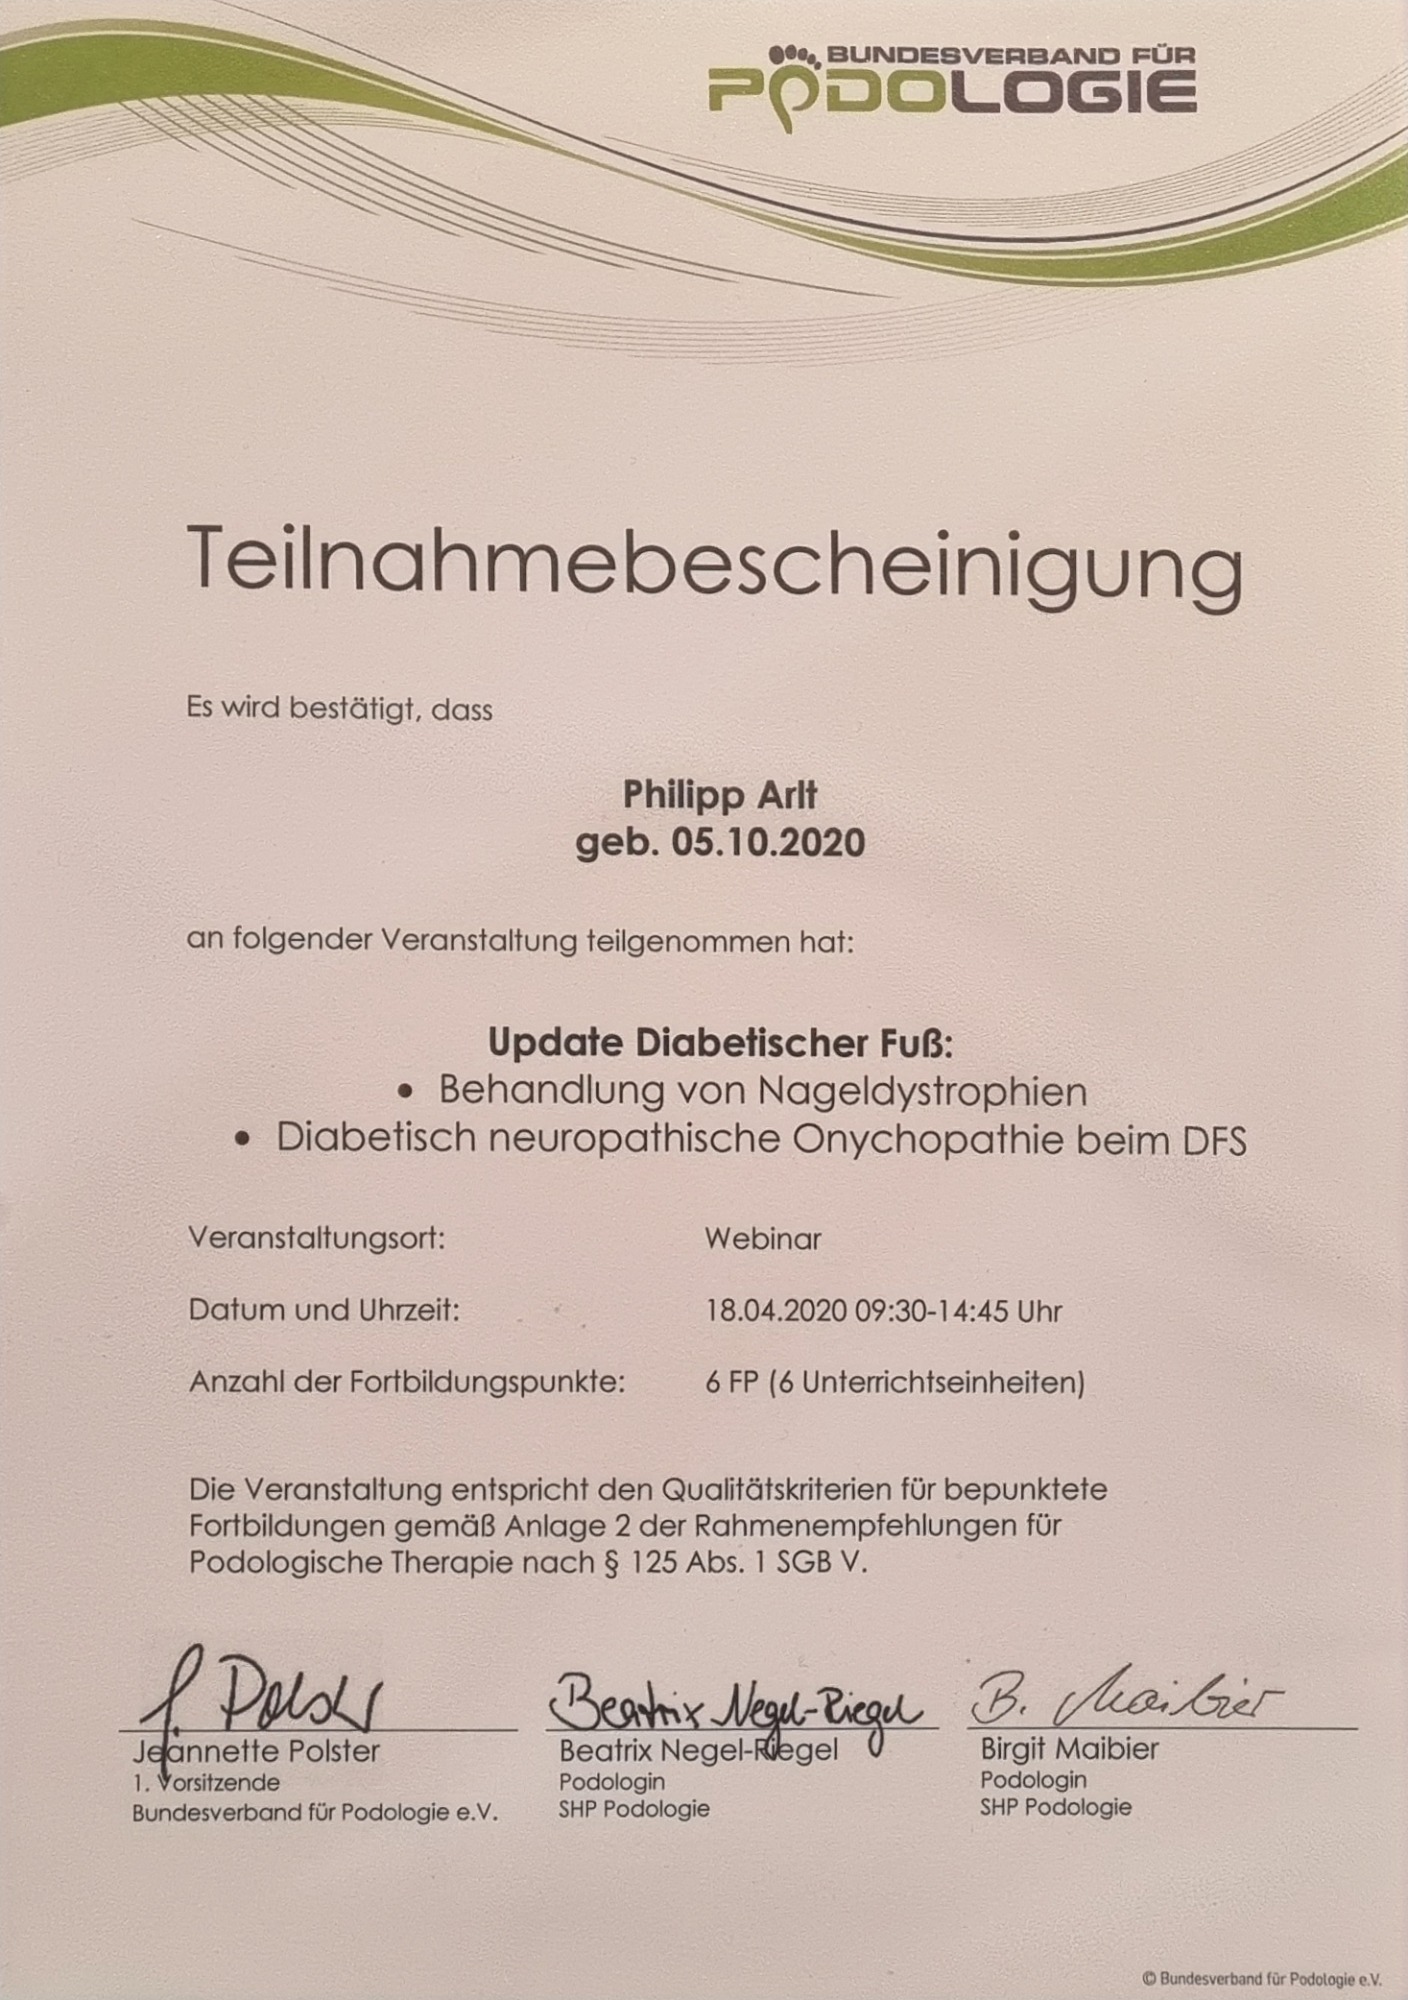 BUNDESVERBAND FÜR
PODOLOGIE
Teilnahmebescheinigung
Es wird bestätigt, dass
Philipp Arlt
geb. 05.10.2020
an folgender Veranstaltung teilgenommen hat:
Update Diabetischer Fuß:
• Behandlung von Nageldystrophien
• Diabetisch neuropathische Onychopathie beim DFS
Veranstaltungsort: Webinar
Datum und Uhrzeit: 18.04.2020 09:30-14:45 Uhr
Anzahl der Fortbildungspunkte: 6 FP (6 Unterrichtseinheiten)
Die Veranstaltung entspricht den Qualitätskriterien für bepunktete
Fortbildungen gemäß Anlage 2 der Rahmenempfehlungen für
Podologische Therapie nach § 125 Abs. 1 SGB V.
J. Polster
Jeannette Polster
1. Vorsitzende
Bundesverband für Podologie e.V.
Beatrix Negel-Riegel
Beatrix Negel-Riegel
Podologin
SHP Podologie
B. Maibier
Birgit Maibier
Podologin
SHP Podologie
© Bundesverband für Podologie e.V.